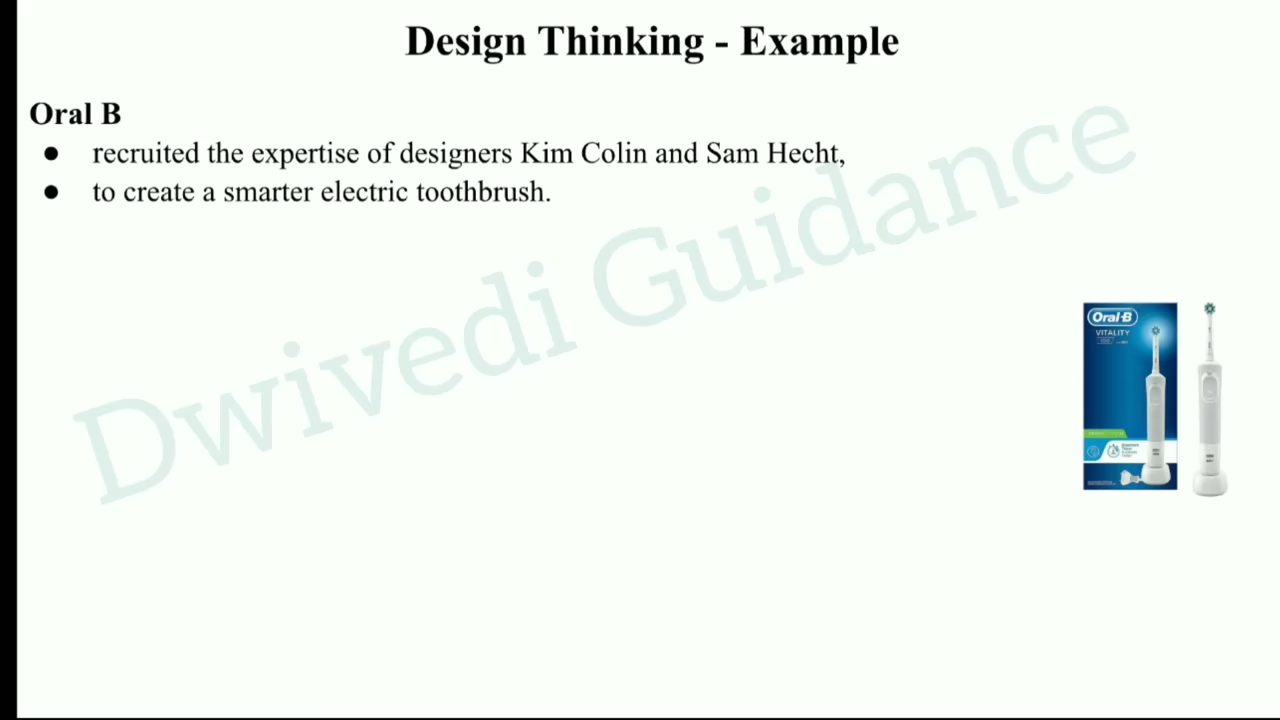 Design Thinking - Example
Oral B
● recruited the expertise of designers Kim Colin and Sam Hecht,
● to create a smarter electric toothbrush.
Dwivedi Guidance
Oral-B
VITALITY